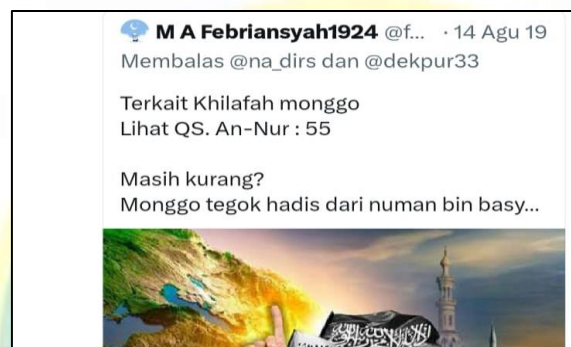 M A Febriansyah1924 @f... · 14 Agu 19
Membalas @na_dirs dan @dekpur33
Terkait Khilafah monggo
Lihat QS. An-Nur : 55
Masih kurang?
Monggo tegok hadis dari numan bin basy...